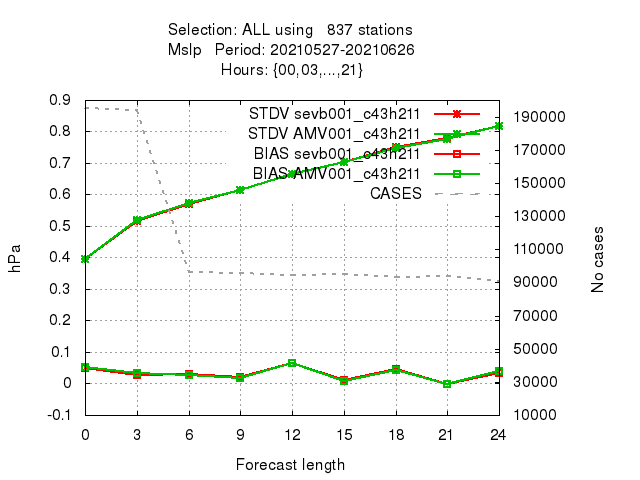 Selection: ALL using   837 stations
Mslp   Period: 20210527-20210626
Hours: {00,03,...,21}
STDV sevb001_c43h211
STDV AMV001_c43h211
BIAS sevb001_c43h211
BIAS AMV001_c43h211
CASES
hPa
0.9
0.8
0.7
0.6
0.5
0.4
0.3
0.2
0.1
0
-0.1
190000
170000
150000
130000
110000
90000
70000
50000
30000
10000
No cases
0 3 6 9 12 15 18 21 24
Forecast length